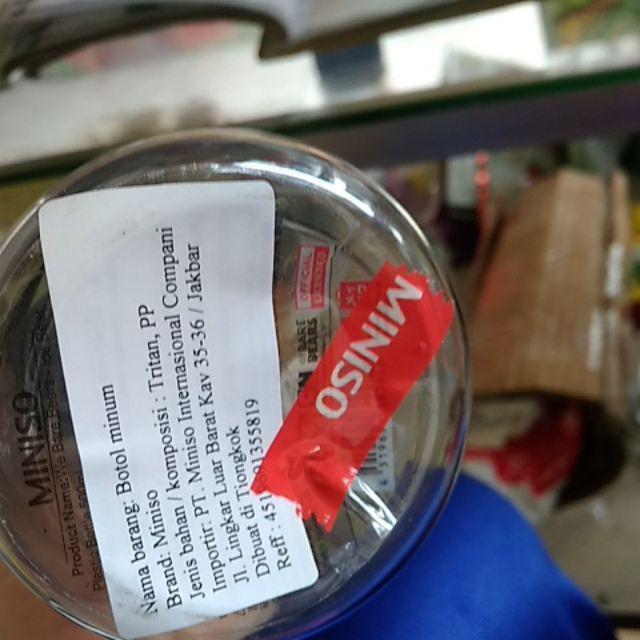 Nama barang: Botol minum
Brand: Miniso
Jenis bahan / komposisi : Tritan, PP
Importir: PT. Miniso Internasional Compani
Jl. Lingkar Luar Barat Kav 35-36 / Jakbar
Dibuat di Tiongkok
Reff : 1355819
MINISO
OFFICIAL
LICENSED
BARE
BEARS
MINISO
Product Name: We Bare Bears